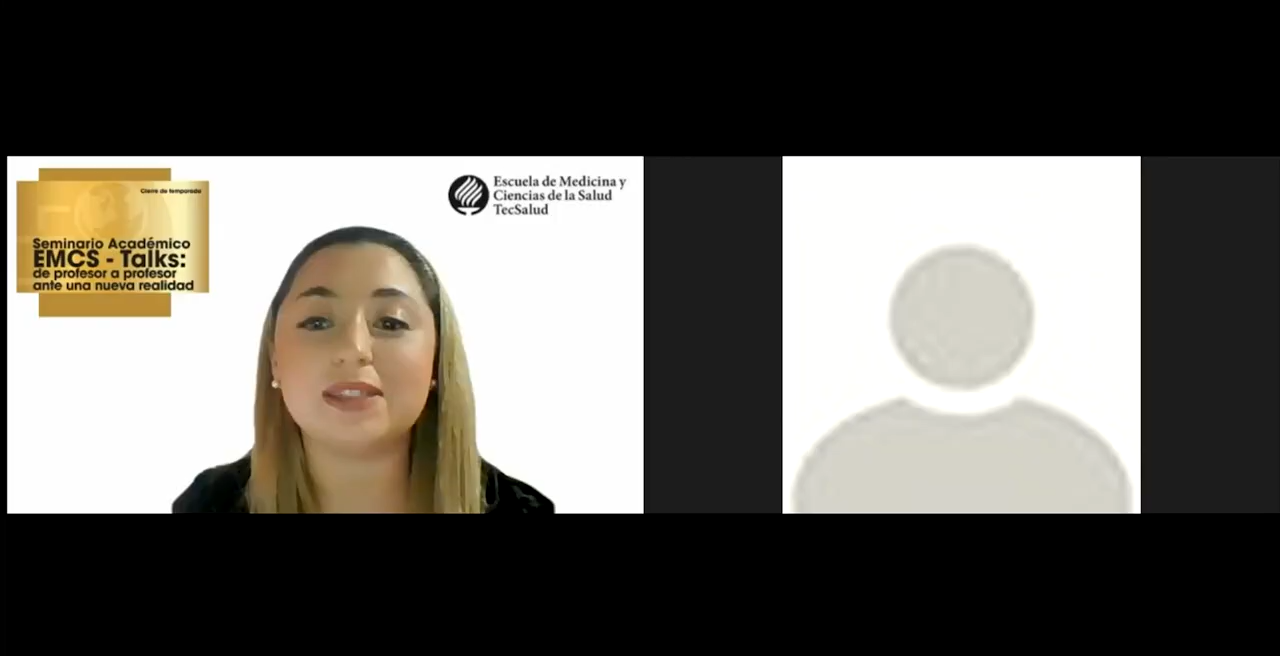 Cierre de temporada
Seminario Académico
EMCS - Talks:
de profesor a profesor
ante una nueva realidad
Escuela de Medicina y
Ciencias de la Salud
TecSalud